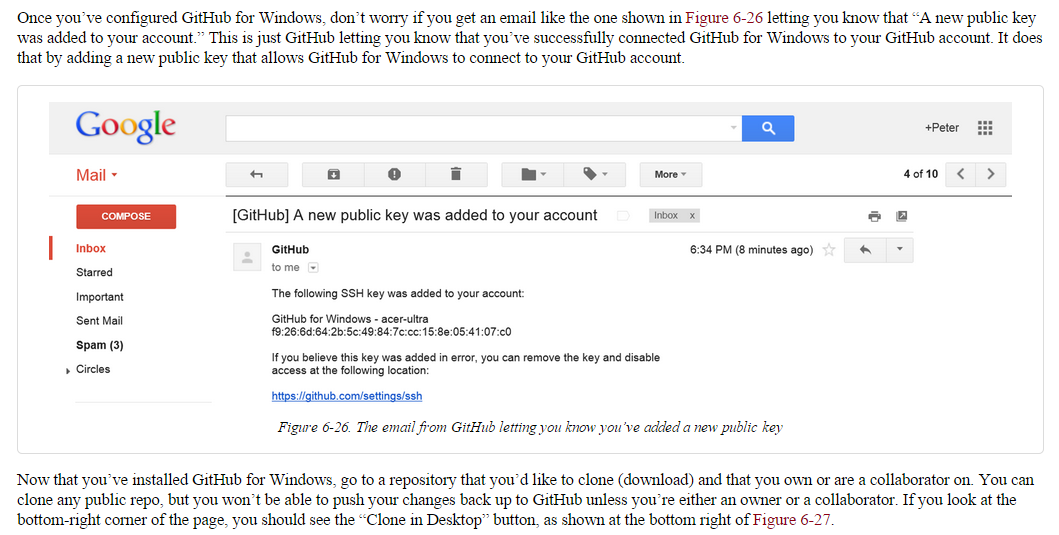 Once you’ve configured GitHub for Windows, don’t worry if you get an email like the one shown in Figure 6-26 letting you know that “A new public key
was added to your account.” This is just GitHub letting you know that you’ve successfully connected GitHub for Windows to your GitHub account. It does
that by adding a new public key that allows GitHub for Windows to connect to your GitHub account.
Google
+Peter
Mail
More
4 of 10
COMPOSE
[GitHub] A new public key was added to your account
Inbox x
Inbox
GitHub
6:34 PM (8 minutes ago)
to me
Starred
Important
Sent Mail
Spam (3)
Circles
The following SSH key was added to your account:
GitHub for Windows - acer-ultra
f9:26:6d:64:2b:5c:49:84:7c:cc:15:8e:05:41:07:c0
If you believe this key was added in error, you can remove the key and disable
access at the following location:
https://github.com/settings/ssh
Figure 6-26. The email from GitHub letting you know you’ve added a new public key
Now that you’ve installed GitHub for Windows, go to a repository that you’d like to clone (download) and that you own or are a collaborator on. You can
clone any public repo, but you won’t be able to push your changes back up to GitHub unless you’re either an owner or a collaborator. If you look at the
bottom-right corner of the page, you should see the “Clone in Desktop” button, as shown at the bottom right of Figure 6-27.